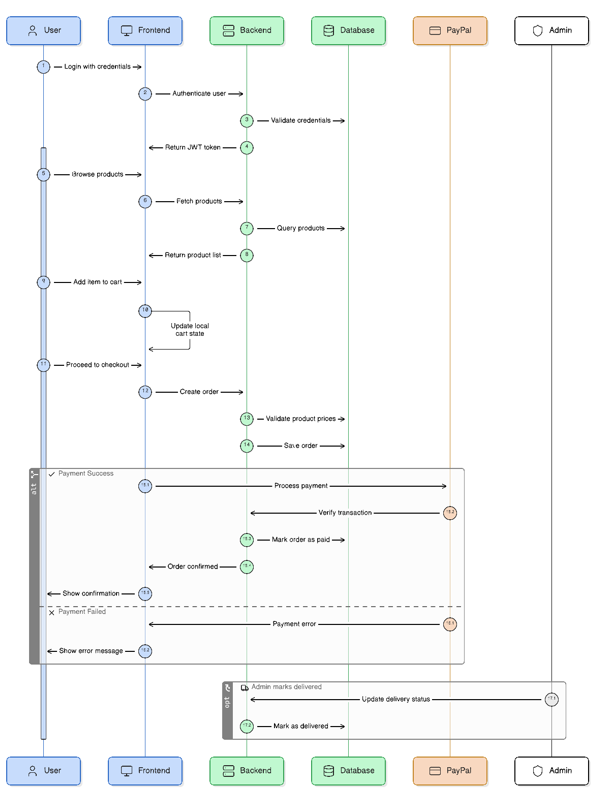 User Frontend Backend Database PayPal Admin
1 Login with credentials
2 Authenticate user
3 Validate credentials
Return JWT token 4
5 Browse products
6 Fetch products
7 Query products
Return product list 8
9 Add item to cart
10
Update local
cart state
11 Proceed to checkout
12 Create order
13 Validate product prices
14 Save order
alt
Payment Success
Process payment
Verify transaction
Mark order as paid
Order confirmed
Show confirmation
Payment Failed
Payment error
Show error message
opt
Admin marks delivered
Update delivery status
Mark as delivered
User Frontend Backend Database PayPal Admin